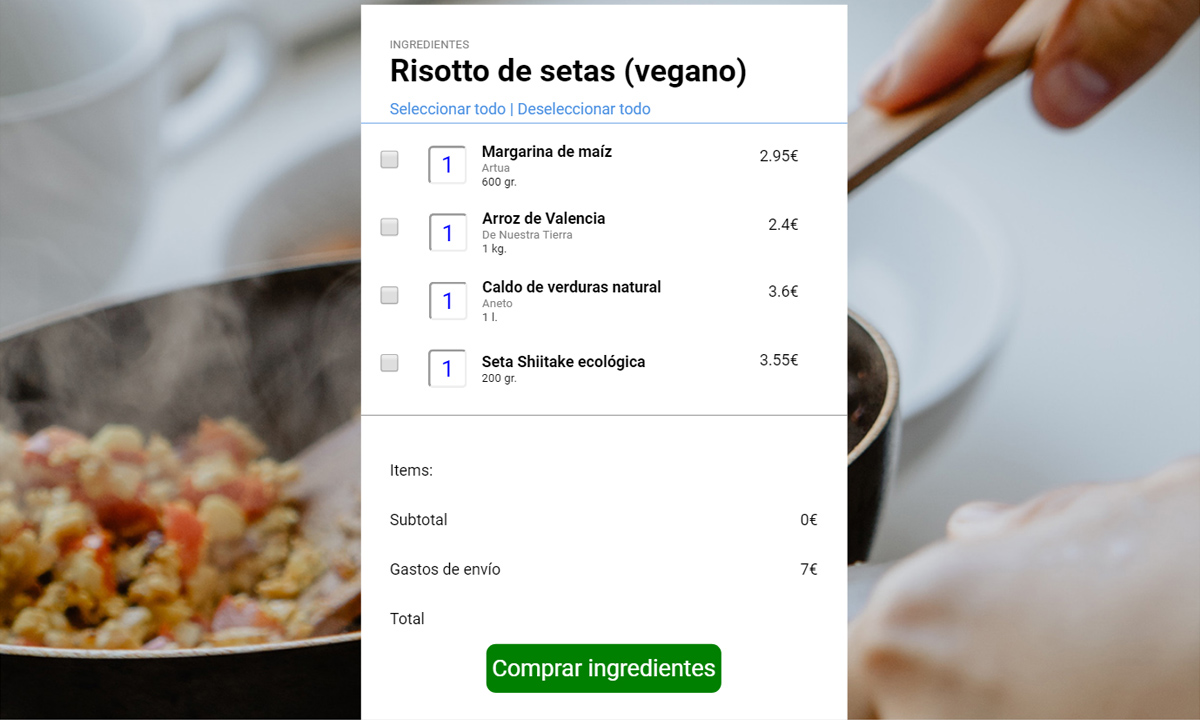 INGREDIENTES
Risotto de setas (vegano)
Seleccionar todo | Deseleccionar todo
1 Margarina de maíz 2.95€
Artua
600 gr.
1 Arroz de Valencia 2.4€
De Nuestra Tierra
1 kg.
1 Caldo de verduras natural 3.6€
Aneto
1 l.
1 Seta Shiitake ecológica 3.55€
200 gr.
Items:
Subtotal 0€
Gastos de envío 7€
Total
Comprar ingredientes